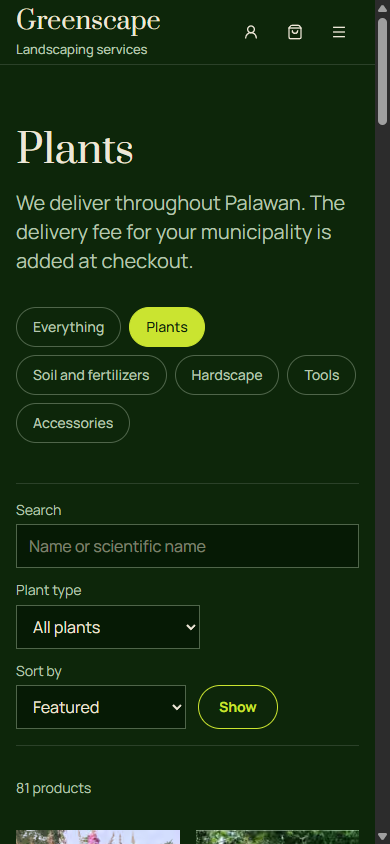 Greenscape
Landscaping services
Plants
We deliver throughout Palawan. The
delivery fee for your municipality is
added at checkout.
Everything
Plants
Soil and fertilizers
Hardscape
Tools
Accessories
Search
Name or scientific name
Plant type
All plants
Sort by
Featured
Show
81 products